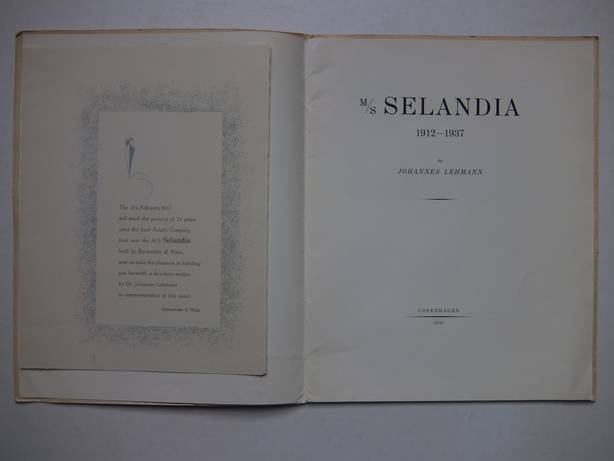 The 17th February 1937
will mark the passing of 25 years
since the East Asiatic Company
took over the M/S Selandia
built by Burmeister & Wain,
and we take the pleasure in handing
you herewith a brochure written
by Dr. Johannes Lehmann
in commemoration of this event.
Burmeister & Wain
M/S SELANDIA
1912—1937
by
JOHANNES LEHMANN
COPENHAGEN
1937